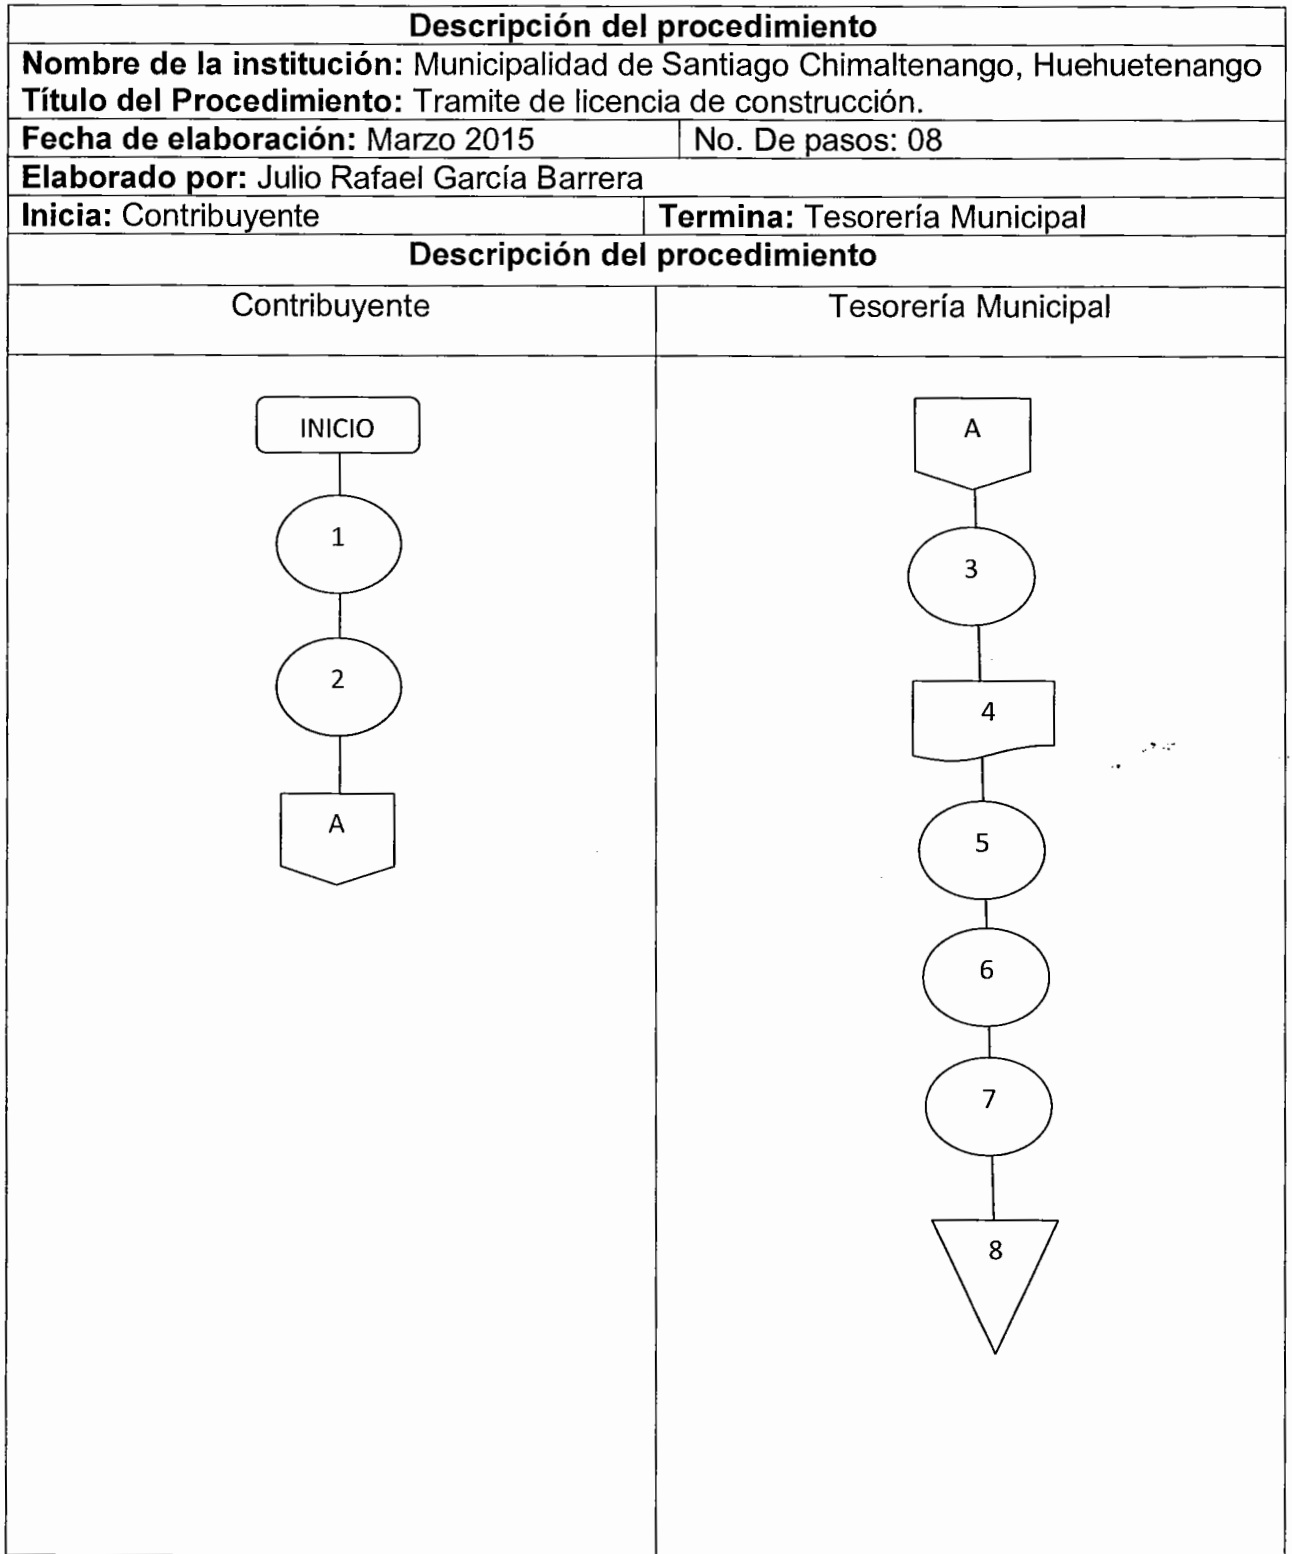 Descripción del procedimiento
Nombre de la institución: Municipalidad de Santiago Chimaltenango, Huehuetenango
Título del Procedimiento: Tramite de licencia de construcción.
Fecha de elaboración: Marzo 2015
No. De pasos: 08
Elaborado por: Julio Rafael García Barrera
Inicia: Contribuyente
Termina: Tesorería Municipal
Descripción del procedimiento
Contribuyente
Tesorería Municipal
INICIO
1
2
A
A
3
4
5
6
7
8